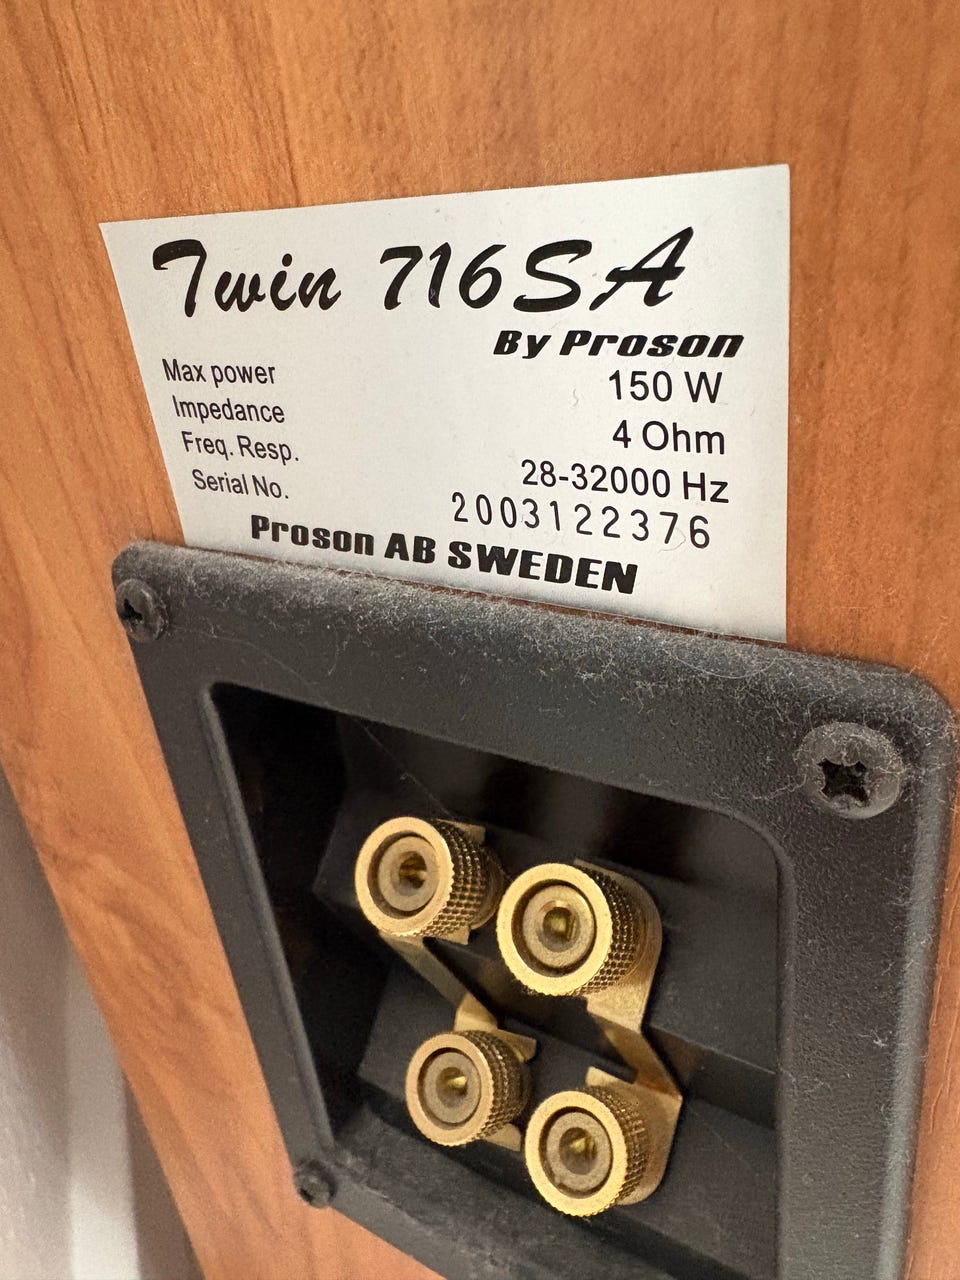 Twin 716SA
By Proson
Max power 150 W
Impedance 4 Ohm
Freq. Resp. 28-32000 Hz
Serial No. 2003122376
Proson AB SWEDEN